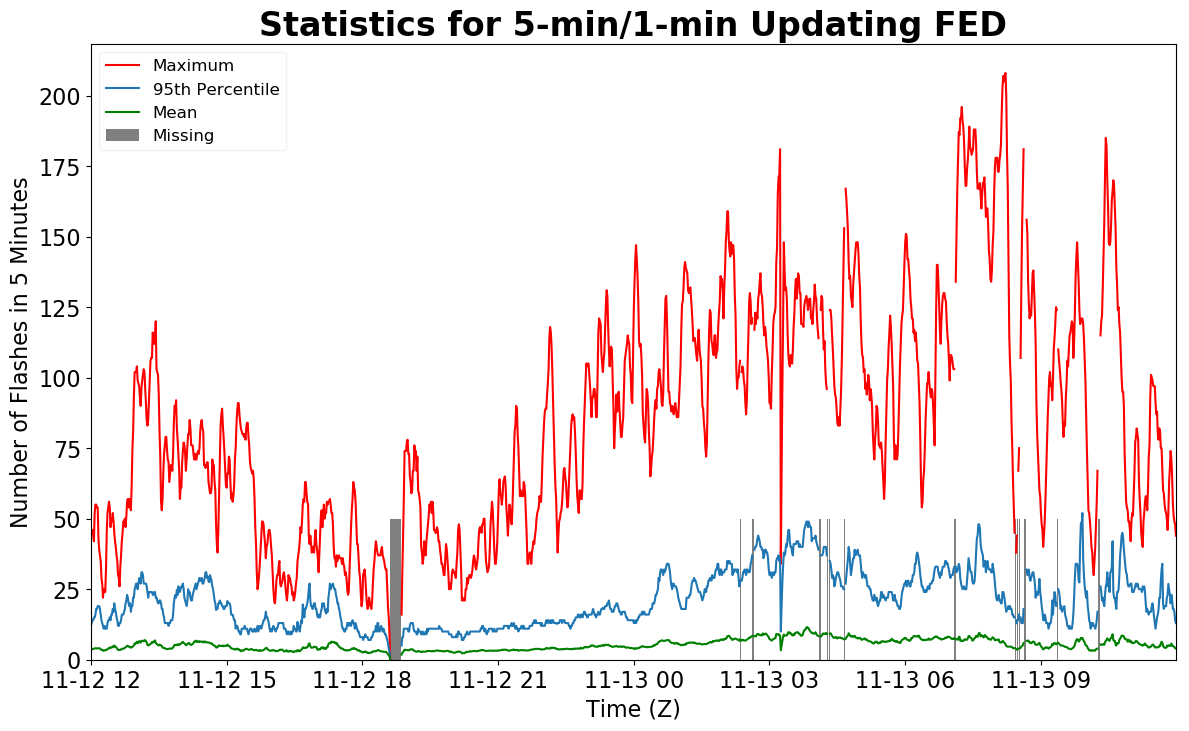 Statistics for 5-min/1-min Updating FED
Maximum
95th Percentile
Mean
Missing
Number of Flashes in 5 Minutes
200
175
150
125
100
75
50
25
0
11-12 12
11-12 15
11-12 18
11-12 21
11-13 00
11-13 03
11-13 06
11-13 09
Time (Z)